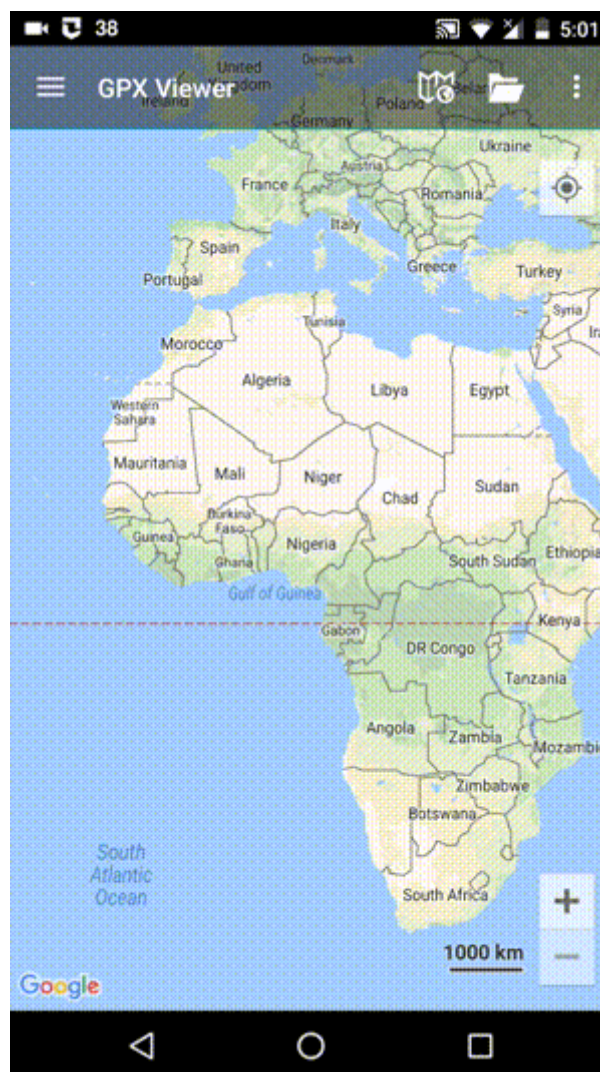 38
5:01
GPX Viewer
United
Kingdom
Ireland
Denmark
Poland
Belar
Germany
Ukraine
Austria
France
Romania
Italy
Spain
Greece
Portugal
Turkey
Syria
Tunisia
Ira
Morocco
Algeria
Libya
Egypt
Western
Sahara
Mauritania
Mali
Niger
Chad
Sudan
Burkina
Faso
Guinea
Nigeria
Ghana
South Sudan
Ethiopia
Gulf of Guinea
Gabon
Kenya
DR Congo
Tanzania
Angola
Zambia
Mozambi
Zimbabwe
Botswana
South
Atlantic
Ocean
South Africa
+
1000 km
−
Google